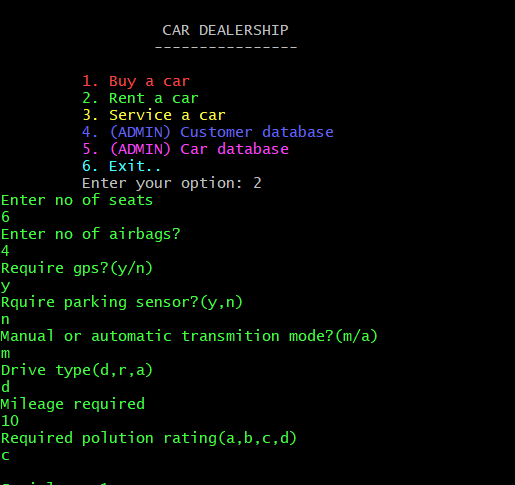 CAR DEALERSHIP
----------------
1. Buy a car
2. Rent a car
3. Service a car
4. (ADMIN) Customer database
5. (ADMIN) Car database
6. Exit..
Enter your option: 2
Enter no of seats
6
Enter no of airbags?
4
Require gps?(y/n)
y
Rquire parking sensor?(y,n)
n
Manual or automatic transmition mode?(m/a)
m
Drive type(d,r,a)
d
Mileage required
10
Required polution rating(a,b,c,d)
c